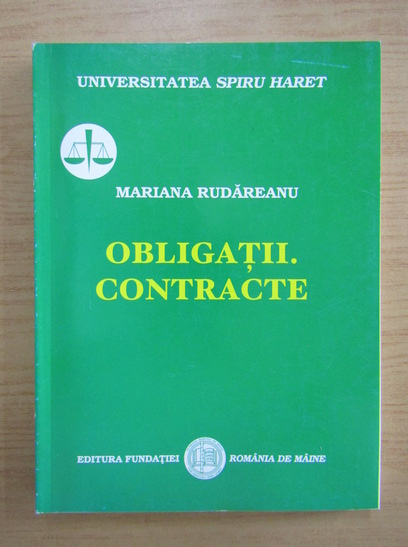 UNIVERSITATEA SPIRU HARET
MARIANA RUDĂREANU
OBLIGAȚII.
CONTRACTE
EDITURA FUNDAȚIEI ROMÂNIA DE MÂINE